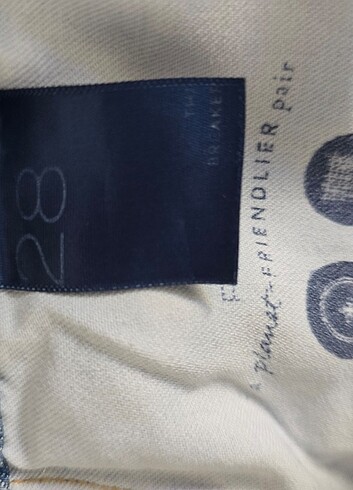 THE
BREAKER
28
a Planet-FRIENDLIER pair